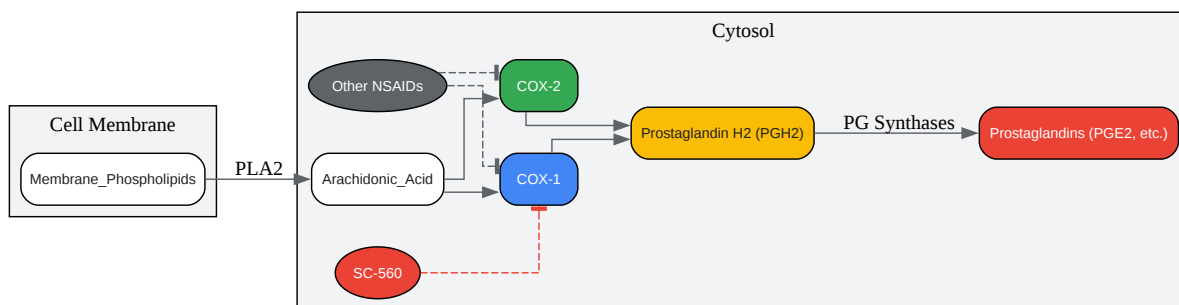 Cytosol
Other NSAIDs
COX-2
Cell Membrane
Prostaglandin H2 (PGH2)
PG Synthases
Prostaglandins (PGE2, etc.)
Membrane_Phospholipids
PLA2
Arachidonic_Acid
COX-1
SC-560